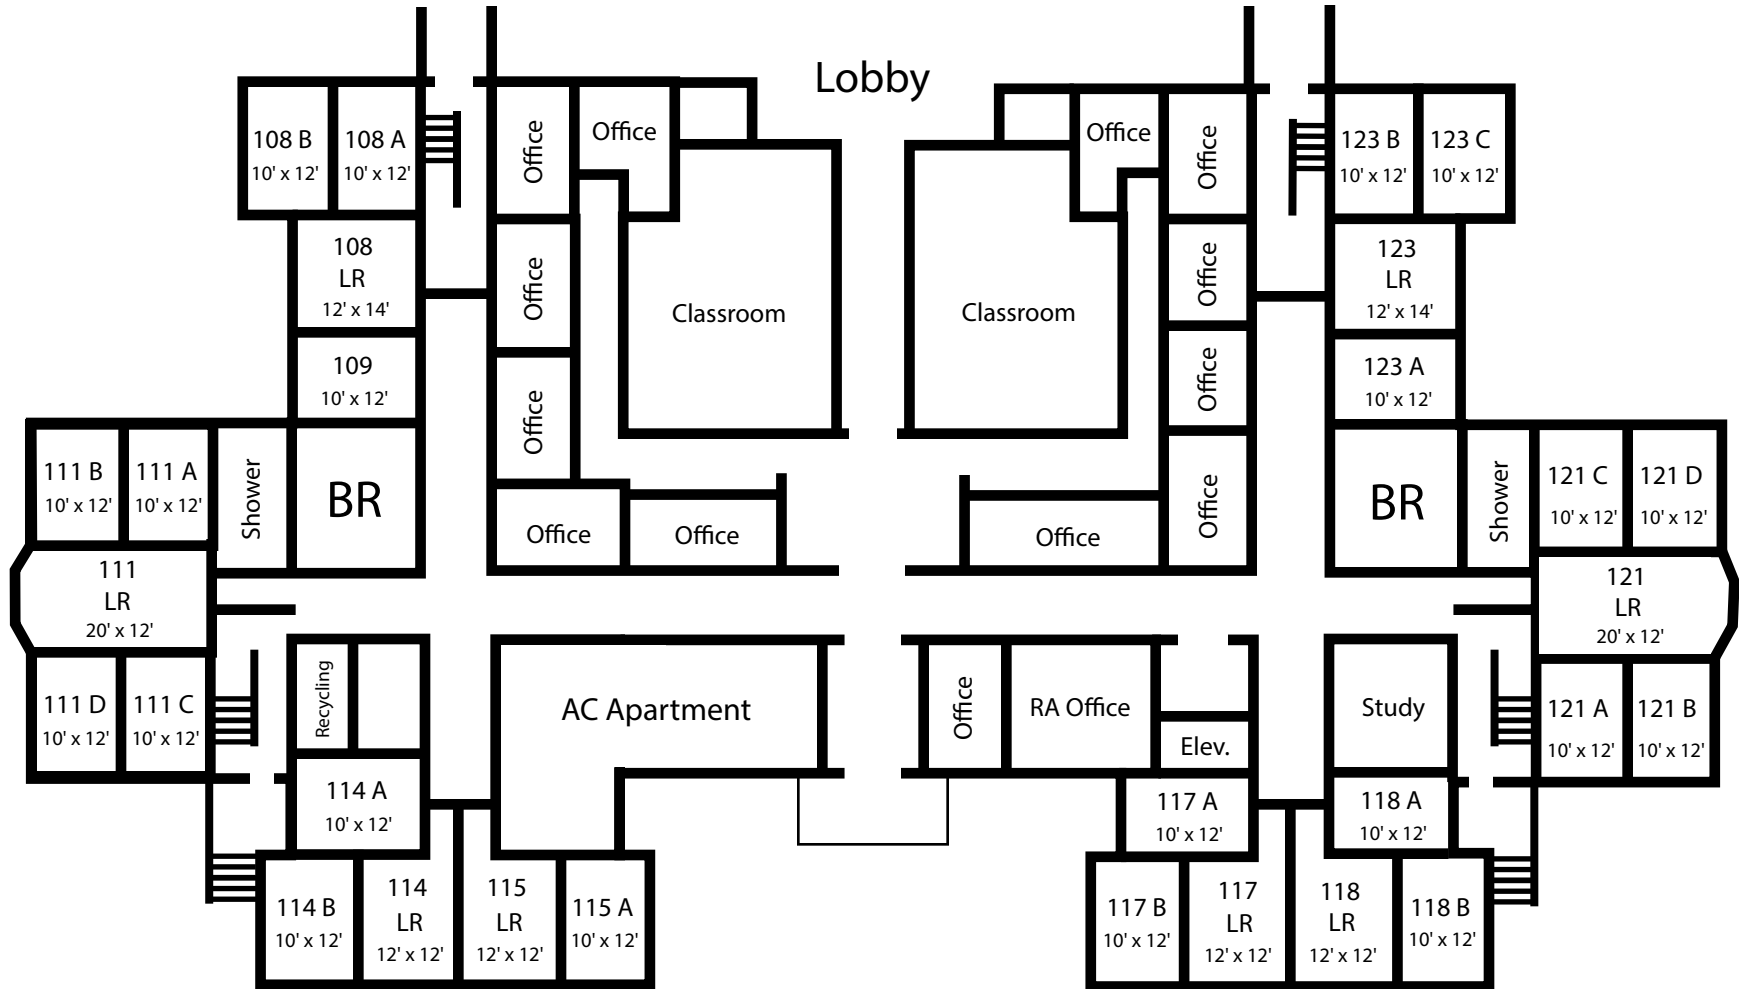 Lobby
108 B
10' x 12'
108 A
10' x 12'
Office
Office
Office
Office
123 B
10' x 12'
123 C
10' x 12'
108
LR
12' x 14'
Office
Classroom
Classroom
Office
123
LR
12' x 14'
109
10' x 12'
Office
Office
123 A
10' x 12'
111 B
10' x 12'
111 A
10' x 12'
Shower
BR
Office
Office
Office
Office
BR
Shower
121 C
10' x 12'
121 D
10' x 12'
111
LR
20' x 12'
121
LR
20' x 12'
111 D
10' x 12'
111 C
10' x 12'
Recycling
AC Apartment
Office
RA Office
Elev.
Study
121 A
10' x 12'
121 B
10' x 12'
114 A
10' x 12'
117 A
10' x 12'
118 A
10' x 12'
114 B
10' x 12'
114
LR
12' x 12'
115
LR
12' x 12'
115 A
10' x 12'
117 B
10' x 12'
117
LR
12' x 12'
118
LR
12' x 12'
118 B
10' x 12'